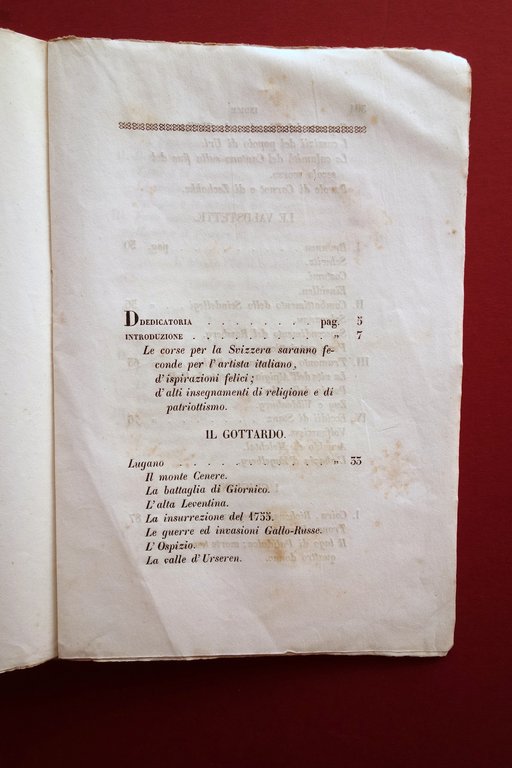 DDEDICATORIA . . . . . . . . pag. 5
INTRODUZIONE . . . . . . . . . „ 7
Le corse per la Svizzera saranno fe-
conde per l'artista italiano,
d'ispirazioni felici;
d'alti insegnamenti di religione e di
patriottismo.
IL GOTTARDO.
Lugano . . . . . . . . . . „ 35
Il monte Cenere.
La battaglia di Giornico.
L'alta Leventina.
La insurrezione del 1755.
Le guerre ed invasioni Gallo-Russe.
L'Ospizio.
La valle d'Urseren.